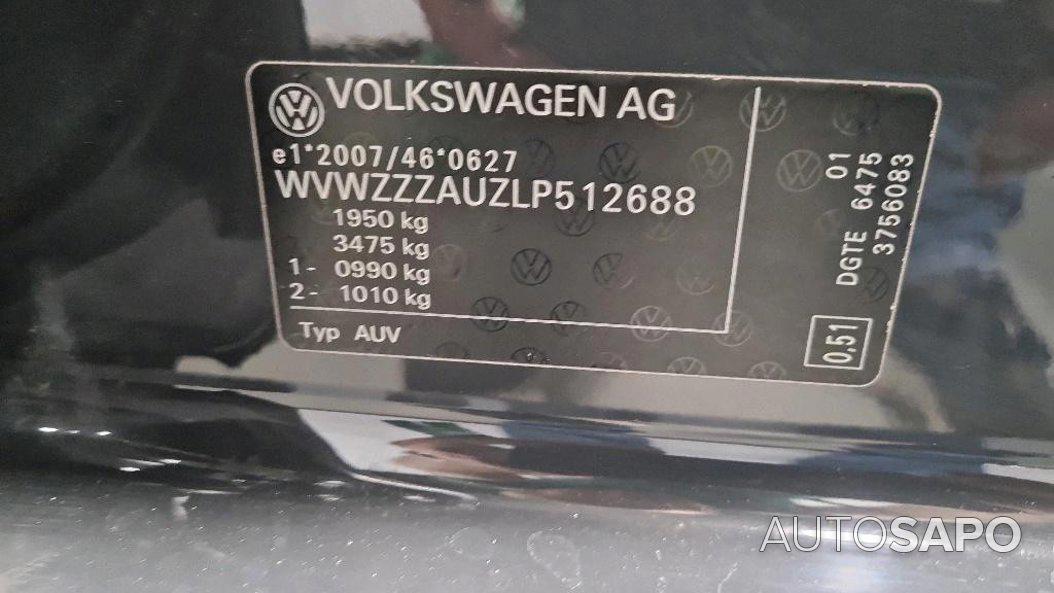 VOLKSWAGEN AG
e1*2007/46*0627
WVWZZZAUZLP512688
1950 kg
3475 kg
1- 0990 kg
2- 1010 kg
Typ AUV
01
DGTE 6475
3756083
0,51
AUTOSAPO